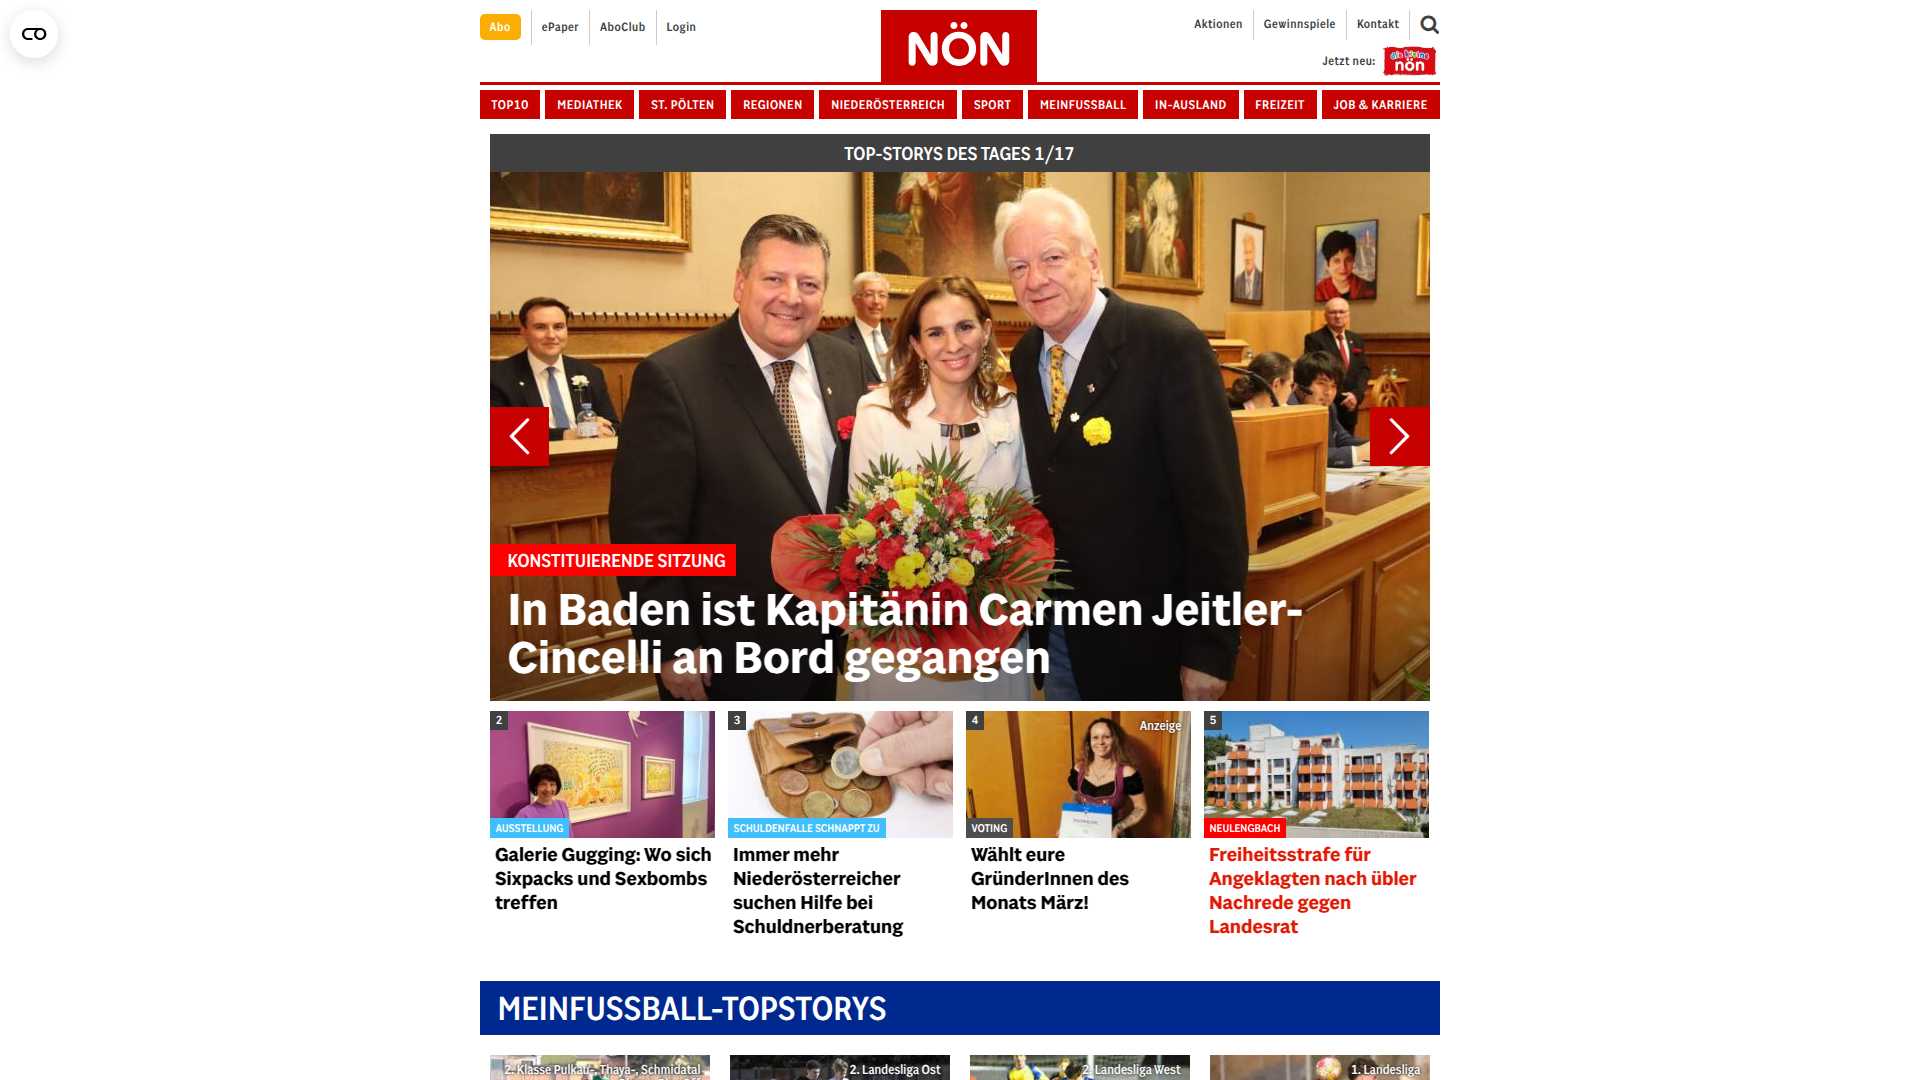 Abo
ePaper
AboClub
Login
NÖN
Aktionen
Gewinnspiele
Kontakt
Jetzt neu:
die kleine
nön
TOP10
MEDIATHEK
ST. PÖLTEN
REGIONEN
NIEDERÖSTERREICH
SPORT
MEINFUSSBALL
IN-AUSLAND
FREIZEIT
JOB & KARRIERE
TOP-STORYS DES TAGES 1/17
KONSTITUIERENDE SITZUNG
In Baden ist Kapitänin Carmen Jeitler-
Cincelli an Bord gegangen
2
AUSSTELLUNG
Galerie Gugging: Wo sich
Sixpacks und Sexbombs
treffen
3
SCHULDENFALLE SCHNAPPT ZU
Immer mehr
Niederösterreicher
suchen Hilfe bei
Schuldnerberatung
4
Anzeige
VOTING
Wählt eure
GründerInnen des
Monats März!
5
NEULENGBACH
Freiheitsstrafe für
Angeklagten nach übler
Nachrede gegen
Landesrat
MEINFUSSBALL-TOPSTORYS
2. Klasse Pulkau-, Thaya-, Schmidatal
2. Landesliga Ost
2. Landesliga West
1. Landesliga